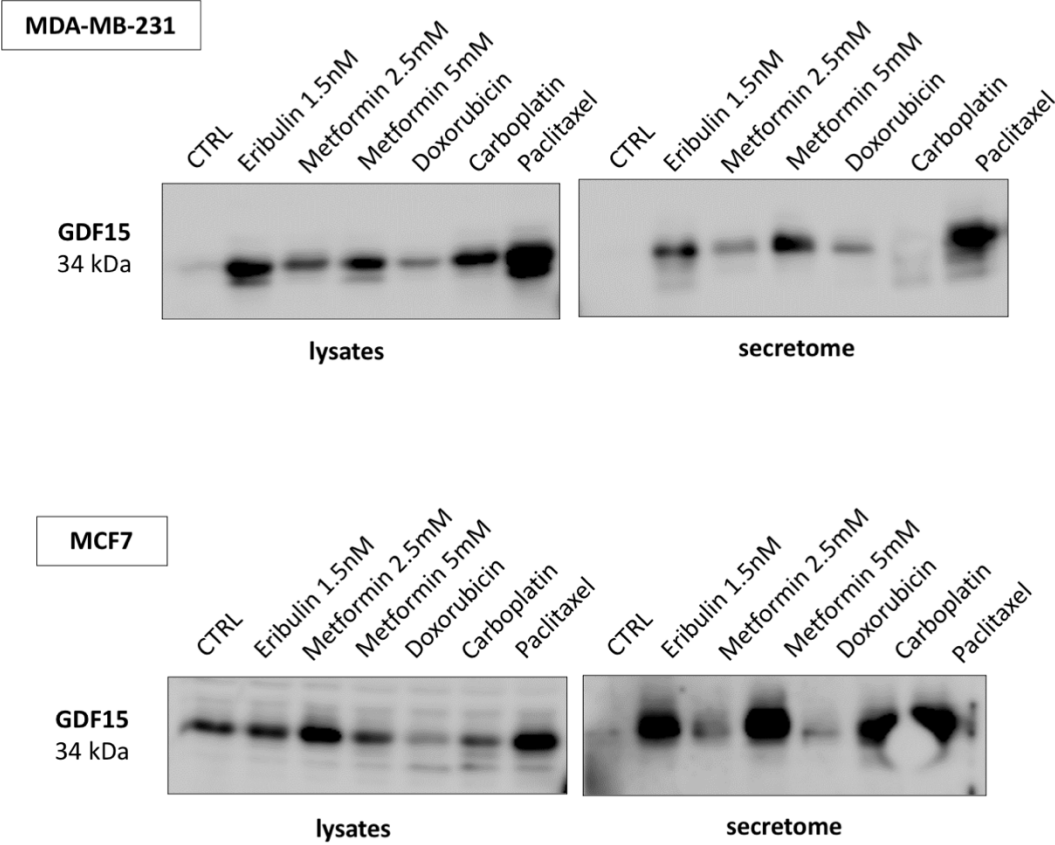 MDA-MB-231
CTRL
Eribulin 1.5nM
Metformin 2.5mM
Metformin 5mM
Doxorubicin
Carboplatin
Paclitaxel
CTRL
Eribulin 1.5nM
Metformin 2.5mM
Metformin 5mM
Doxorubicin
Carboplatin
Paclitaxel
GDF15
34 kDa
lysates
secretome
MCF7
CTRL
Eribulin 1.5nM
Metformin 2.5mM
Metformin 5mM
Doxorubicin
Carboplatin
Paclitaxel
CTRL
Eribulin 1.5nM
Metformin 2.5mM
Metformin 5mM
Doxorubicin
Carboplatin
Paclitaxel
GDF15
34 kDa
lysates
secretome